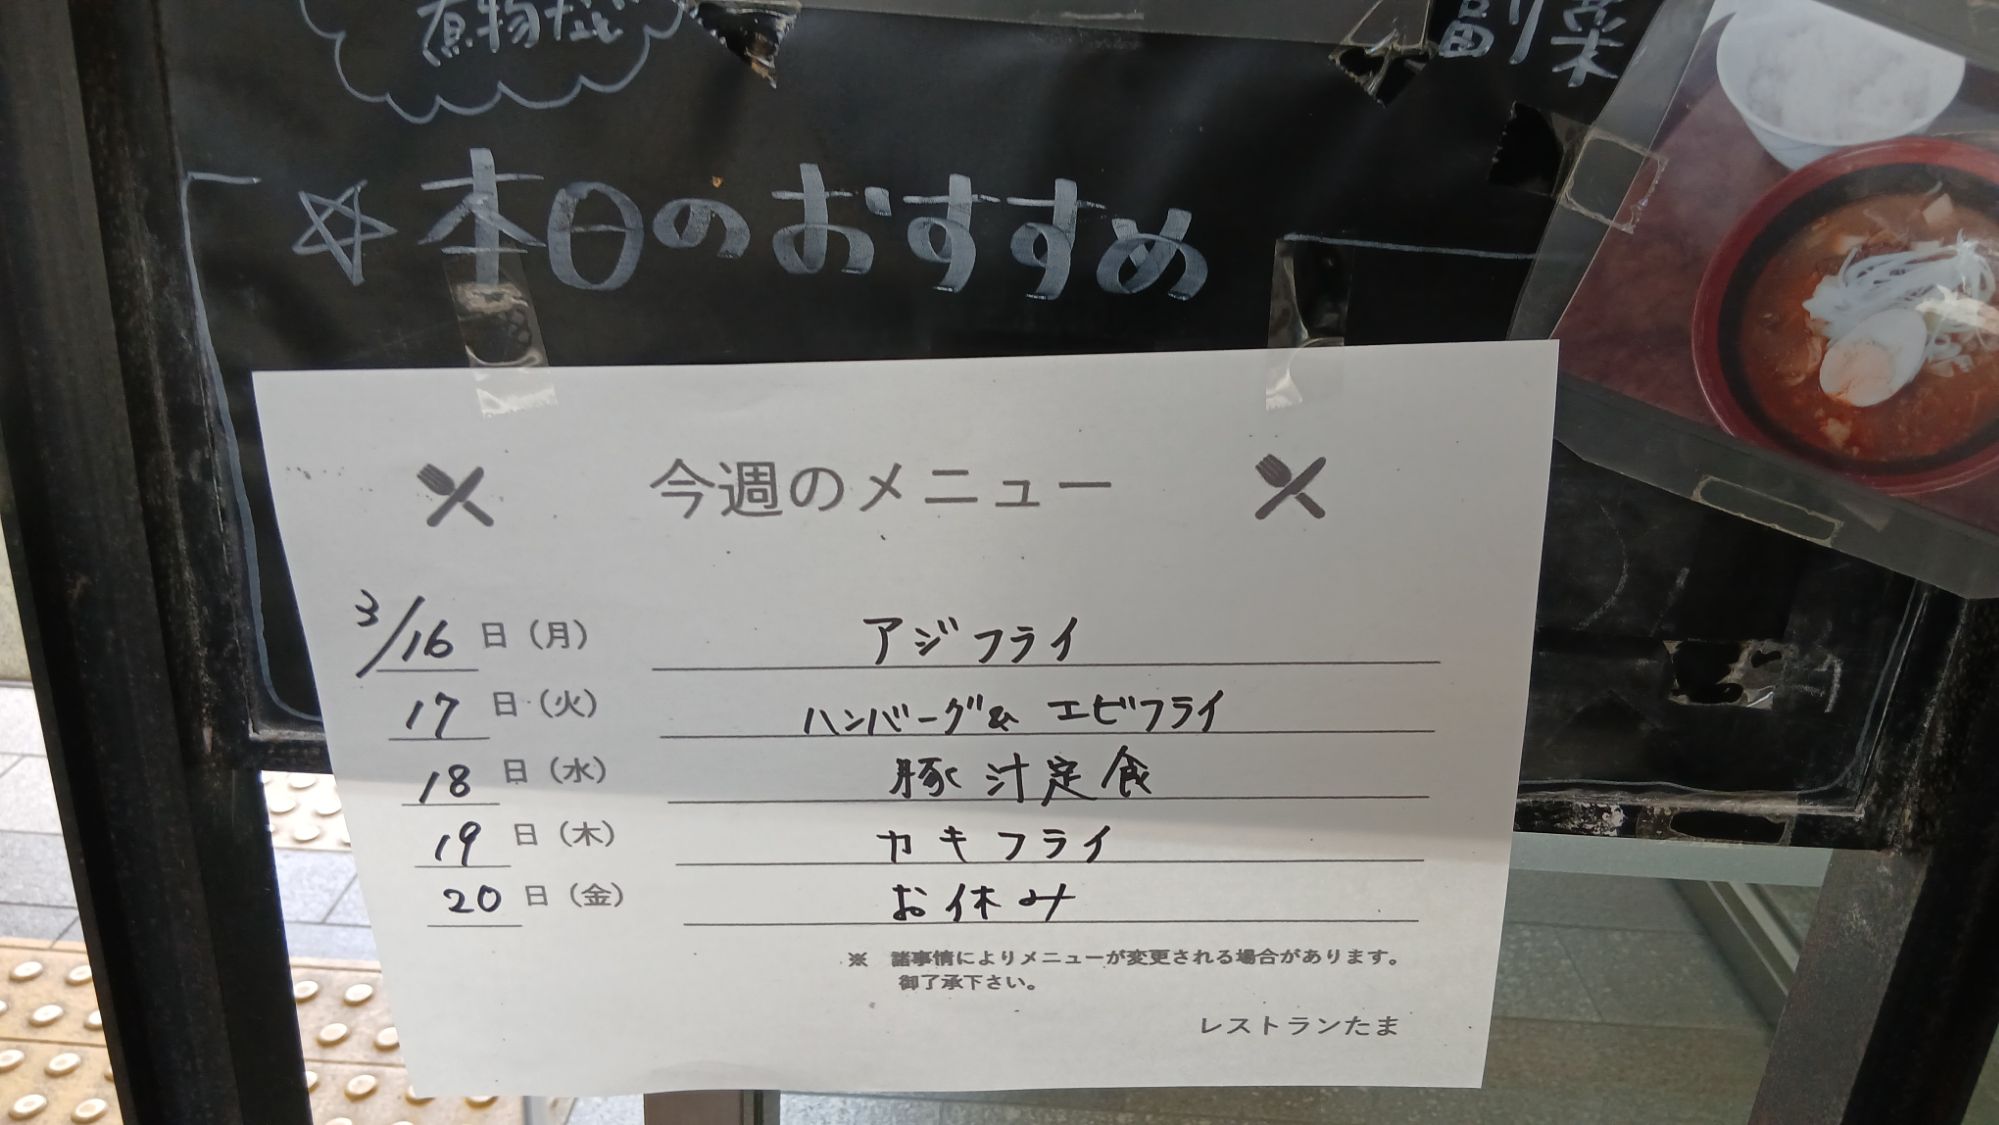 煮物など
副菜
☆本日のおすすめ
今週のメニュー
3/16日（月） アジフライ
17日（火） ハンバーグ& エビフライ
18日（水） 豚汁定食
19日（木） カキフライ
20日（金） お休み
※ 諸事情によりメニューが変更される場合があります。
御了承下さい。
レストランたま